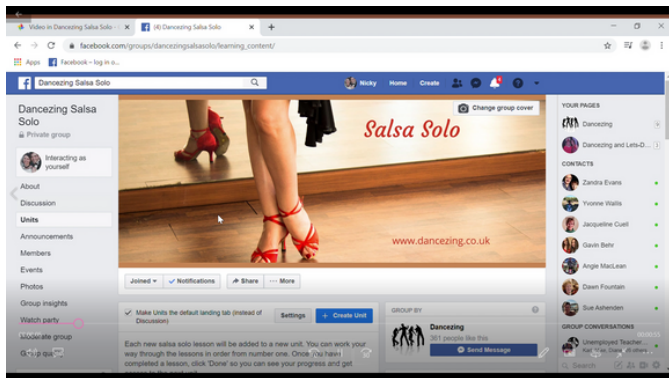 Video in Dancezing Salsa Solo -
(4) Dancezing Salsa Solo
facebook.com/groups/dancezingsalsasolo/learning_content/
Apps
Facebook – log in o...
Dancezing Salsa Solo
Nicky
Home
Create
Dancezing Salsa
Solo
Private group
Interacting as
yourself
About
Discussion
Units
Announcements
Members
Events
Photos
Group insights
Watch party
Moderate group
Group quality
Change group cover
Salsa Solo
www.dancezing.co.uk
Joined
Notifications
Share
More
Make Units the default landing tab (instead of
Discussion)
Settings
+ Create Unit
Each new salsa solo lesson will be added to a new unit. You can work your
way through the lessons in order from number one. Once you have
completed a lesson, click 'Done' so you can see your progress and get
GROUP BY
Dancezing
361 people like this
Send Message
YOUR PAGES
Dancezing
Dancezing and Lets-D...
CONTACTS
Zandra Evans
Yvonne Wallis
Jacqueline Cuell
Gavin Behr
Angie MacLean
Dawn Fountain
Sue Ashenden
GROUP CONVERSATIONS
Unemployed Teacher...
Search